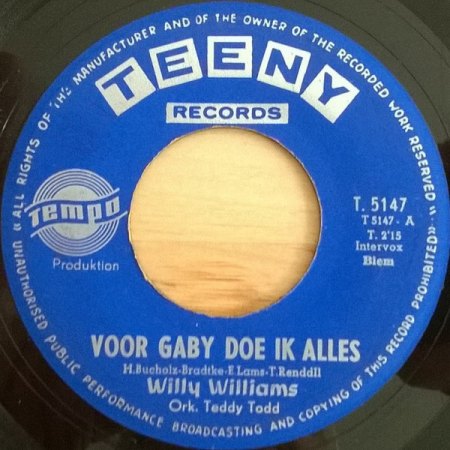 « ALL RIGHTS OF THE MANUFACTURER AND OF THE OWNER OF THE RECORDED WORK RESERVED »
TEENY
RECORDS
Tempo
Produktion
T. 5147
T 5147 - A
T. 2'15
Intervox
Biem
VOOR GABY DOE IK ALLES
H.Bucholz-Bradtke-E.Lams-T.Renddll
Willy Williams
Ork. Teddy Todd
UNAUTHORISED PUBLIC PERFORMANCE BROADCASTING AND COPYING OF THIS RECORD PROHIBITED»